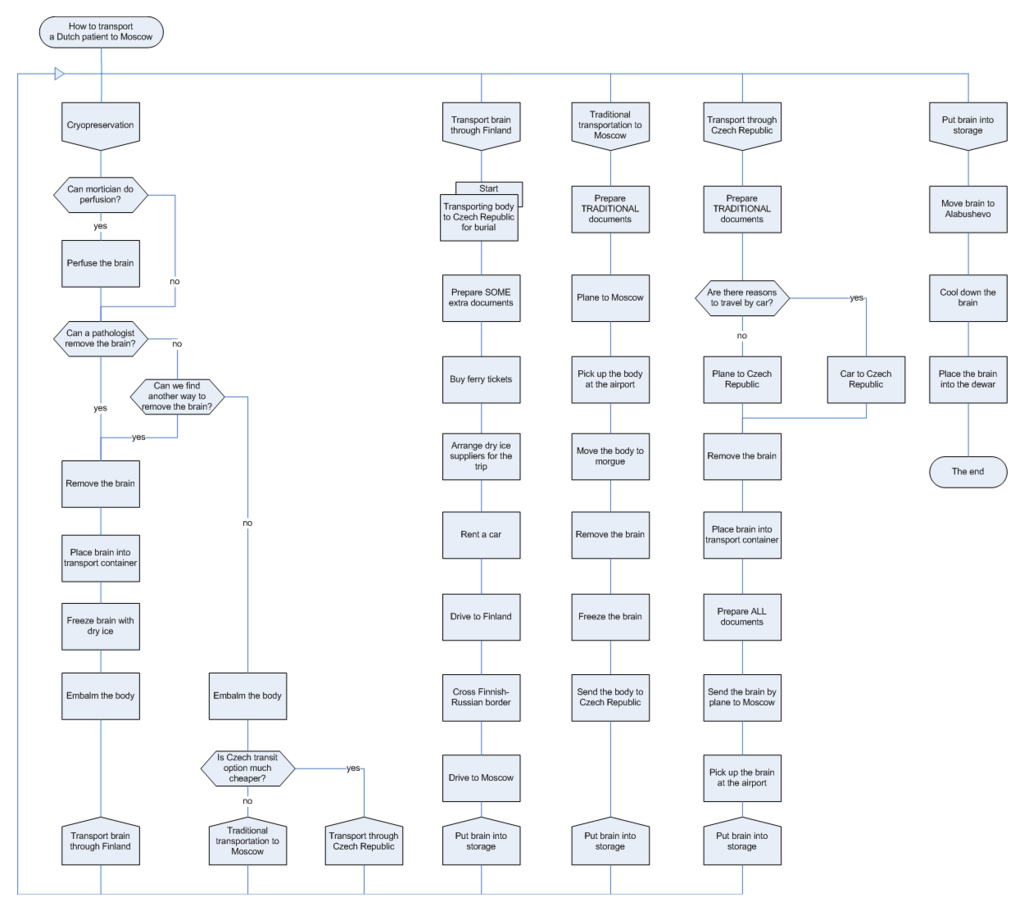 How to transport
a Dutch patient to Moscow
Cryopreservation
Can mortician do
perfusion?
yes
no
Perfuse the brain
Can a pathologist
remove the brain?
no
yes
Can we find
another way to
remove the brain?
yes
no
Remove the brain
Place brain into
transport container
Freeze brain with
dry ice
Embalm the body
Transport brain
through Finland
Embalm the body
Is Czech transit
option much
cheaper?
yes
no
Traditional
transportation to
Moscow
Transport through
Czech Republic
Transport brain
through Finland
Start
Transporting body
to Czech Republic
for burial
Prepare SOME
extra documents
Buy ferry tickets
Arrange dry ice
suppliers for the
trip
Rent a car
Drive to Finland
Cross Finnish-
Russian border
Drive to Moscow
Put brain into
storage
Traditional
transportation to
Moscow
Prepare
TRADITIONAL
documents
Plane to Moscow
Pick up the body
at the airport
Move the body to
morgue
Remove the brain
Freeze the brain
Send the body to
Czech Republic
Put brain into
storage
Transport through
Czech Republic
Prepare
TRADITIONAL
documents
Are there reasons
to travel by car?
yes
no
Plane to Czech
Republic
Car to Czech
Republic
Remove the brain
Place brain into
transport container
Prepare ALL
documents
Send the brain by
plane to Moscow
Pick up the brain
at the airport
Put brain into
storage
Put brain into
storage
Move brain to
Alabushevo
Cool down the
brain
Place the brain
into the dewar
The end